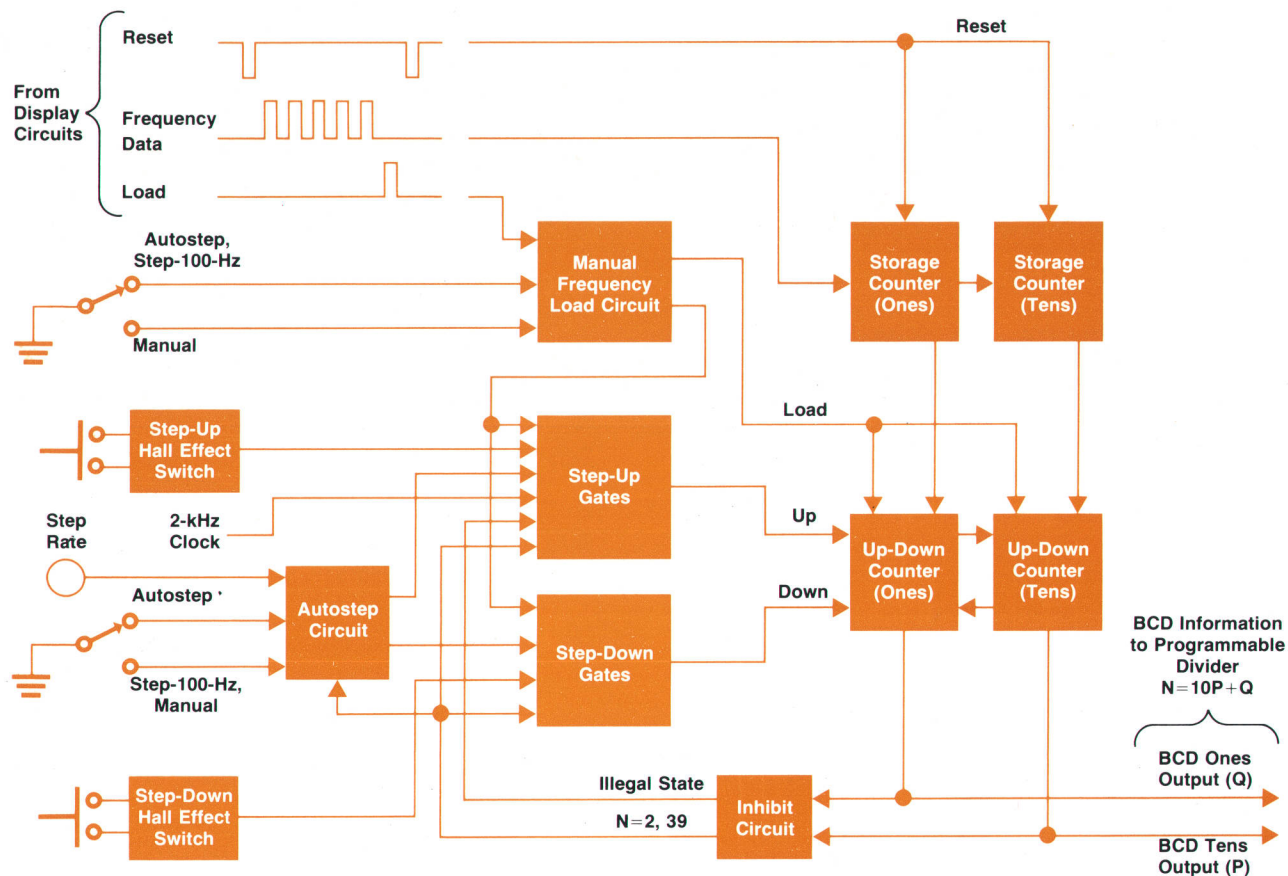 Reset
Reset
From
Display
Circuits
Frequency
Data
Load
Autostep,
Step-100-Hz
Manual
Manual
Frequency
Load Circuit
Storage
Counter
(Ones)
Storage
Counter
(Tens)
Load
Step-Up
Hall Effect
Switch
Step-Up
Gates
2-kHz
Clock
Up
Step
Rate
Up-Down
Counter
(Ones)
Up-Down
Counter
(Tens)
Autostep
Autostep
Circuit
Down
Step-Down
Gates
Step-100-Hz,
Manual
BCD Information
to Programmable
Divider
N=10P+Q
Step-Down
Hall Effect
Switch
Illegal State
N=2, 39
Inhibit
Circuit
BCD Ones
Output (Q)
BCD Tens
Output (P)